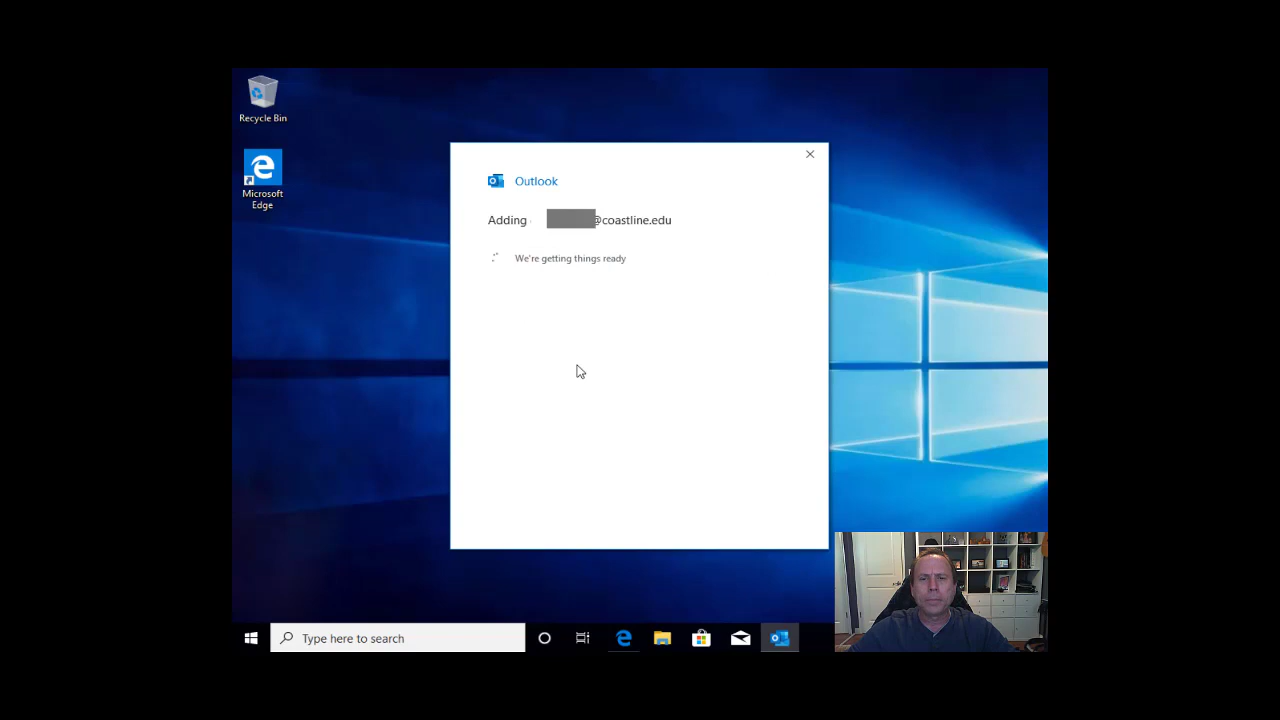 Recycle Bin
Microsoft
Edge
Outlook
Adding @coastline.edu
We're getting things ready
Type here to search